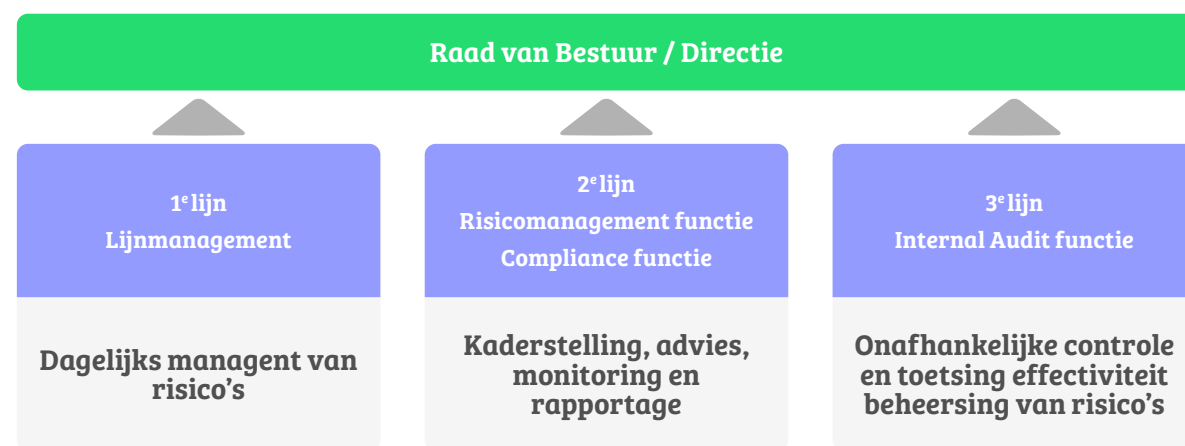 Raad van Bestuur / Directie
1e lijn
Lijnmanagement
Dagelijks managent van
risico’s
2e lijn
Risicomanagement functie
Compliance functie
Kaderstelling, advies,
monitoring en
rapportage
3e lijn
Internal Audit functie
Onafhankelijke controle
en toetsing effectiviteit
beheersing van risico’s